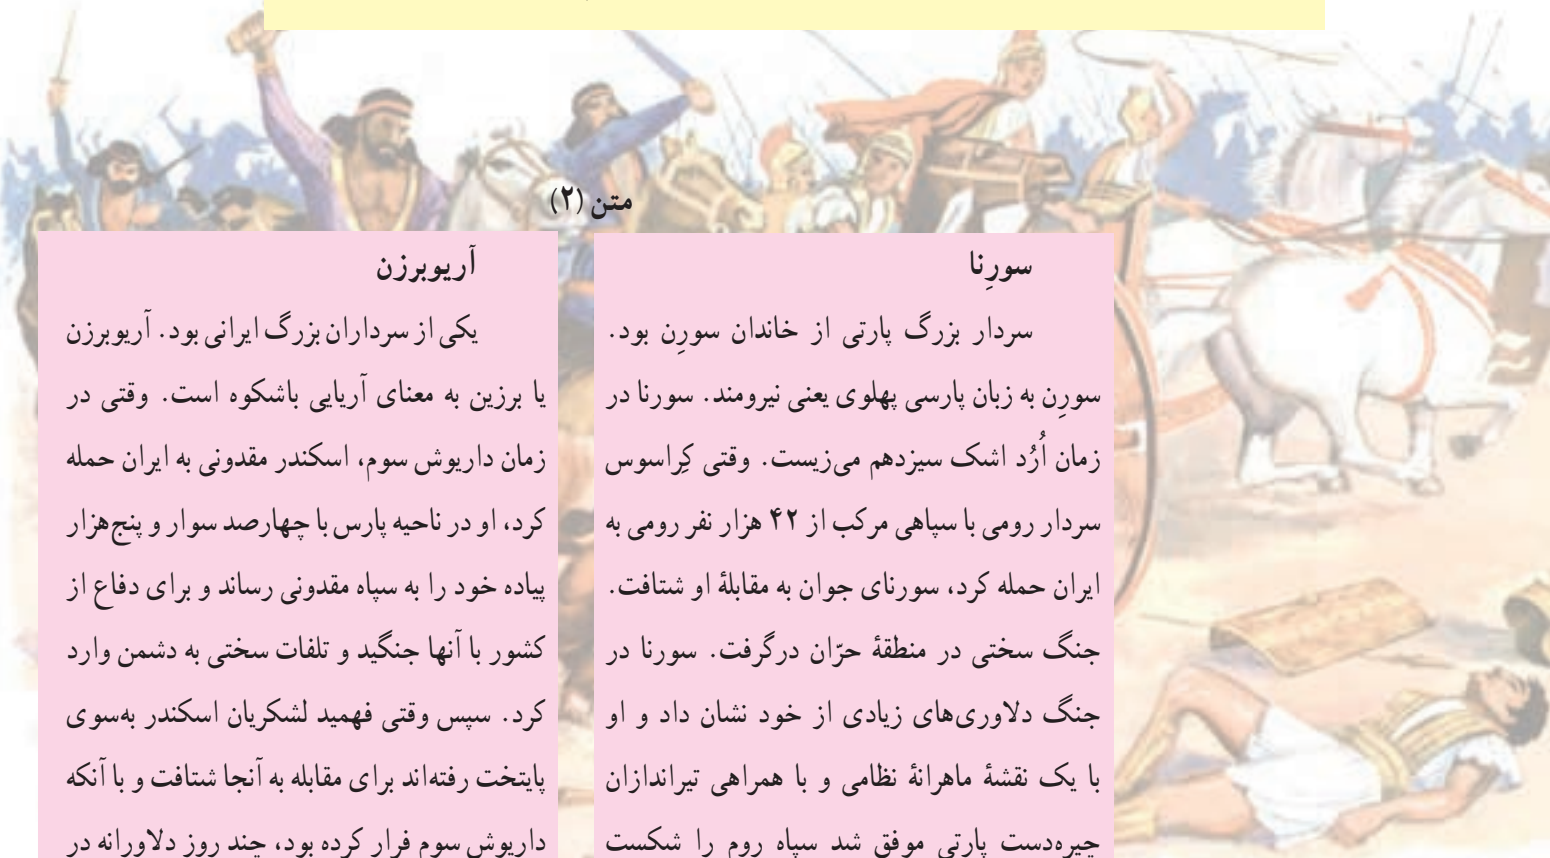 متن (۲)
سورِنا
سردار بزرگ پارتی از خاندان سورِن بود.
سورِن به زبان پارسی پهلوی یعنی نیرومند. سورنا در
زمان اُرُد اشک سیزدهم می‌زیست. وقتی کِراسوس
سردار رومی با سپاهی مرکب از ۴۲ هزار نفر رومی به
ایران حمله کرد، سورنای جوان به مقابلهٔ او شتافت.
جنگ سختی در منطقهٔ حرّان درگرفت. سورنا در
جنگ دلاوری‌های زیادی از خود نشان داد و او
با یک نقشهٔ ماهرانهٔ نظامی و با همراهی تیراندازان
چیره‌دست پارتی موفق شد سپاه روم را شکست
آریوبرزن
یکی از سرداران بزرگ ایرانی بود. آریوبرزن
یا برزین به معنای آریایی باشکوه است. وقتی در
زمان داریوش سوم، اسکندر مقدونی به ایران حمله
کرد، او در ناحیه پارس با چهارصد سوار و پنج‌هزار
پیاده خود را به سپاه مقدونی رساند و برای دفاع از
کشور با آنها جنگید و تلفات سختی به دشمن وارد
کرد. سپس وقتی فهمید لشکریان اسکندر به‌سوی
پایتخت رفته‌اند برای مقابله به آنجا شتافت و با آنکه
داریوش سوم فرار کرده بود، چند روز دلاورانه در